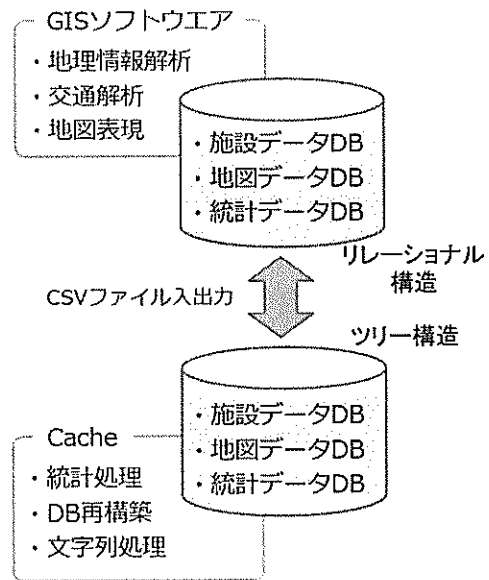 GISソフトウエア
・地理情報解析
・交通解析
・地図表現
・施設データDB
・地図データDB
・統計データDB
リレーショナル
構造
CSVファイル入出力
ツリー構造
・施設データDB
・地図データDB
・統計データDB
Cache
・統計処理
・DB再構築
・文字列処理